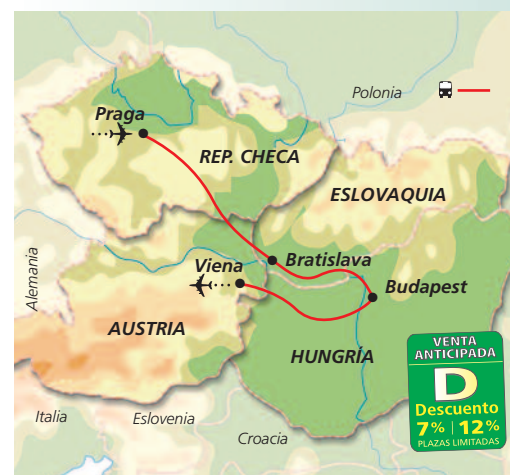 Polonia
Praga
REP. CHECA
ESLOVAQUIA
Alemania
Viena
Bratislava
Budapest
AUSTRIA
HUNGRÍA
Italia
Eslovenia
Croacia
VENTA
ANTICIPADA
D
Descuento
7% | 12%
PLAZAS LIMITADAS